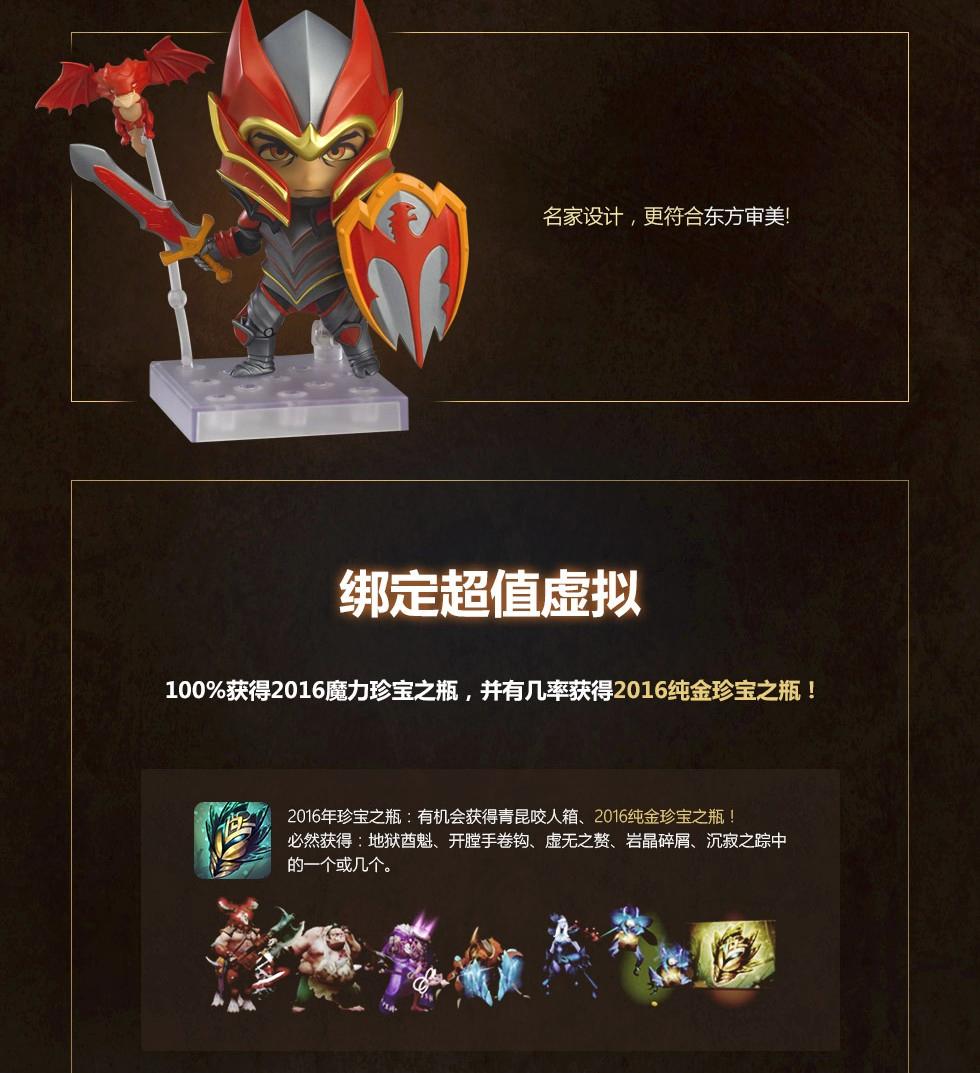 名家设计，更符合东方审美!
绑定超值虚拟
100%获得2016魔力珍宝之瓶，并有几率获得2016纯金珍宝之瓶！
2016年珍宝之瓶：有机会获得青昆咬人箱、2016纯金珍宝之瓶！
必然获得：地狱酋魁、开膛手卷钩、虚无之赘、岩晶碎屑、沉寂之踪中
的一个或几个。